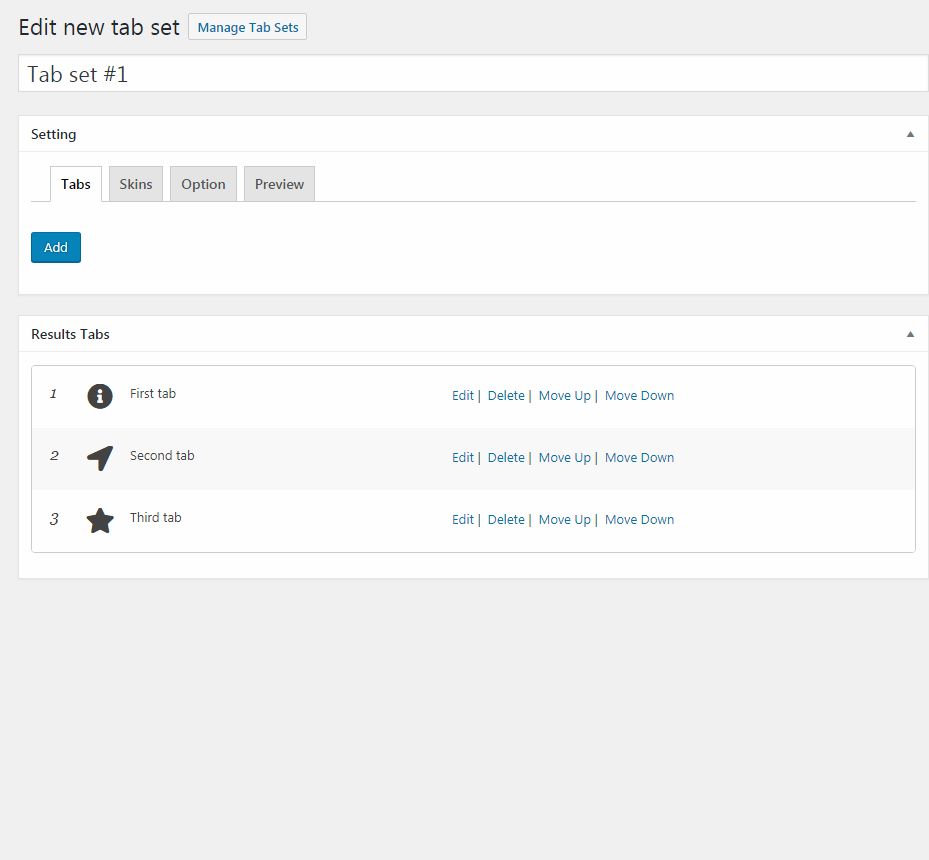 Edit new tab set Manage Tab Sets
Tab set #1
Setting
Tabs Skins Option Preview
Add
Results Tabs
1 First tab Edit | Delete | Move Up | Move Down
2 Second tab Edit | Delete | Move Up | Move Down
3 Third tab Edit | Delete | Move Up | Move Down